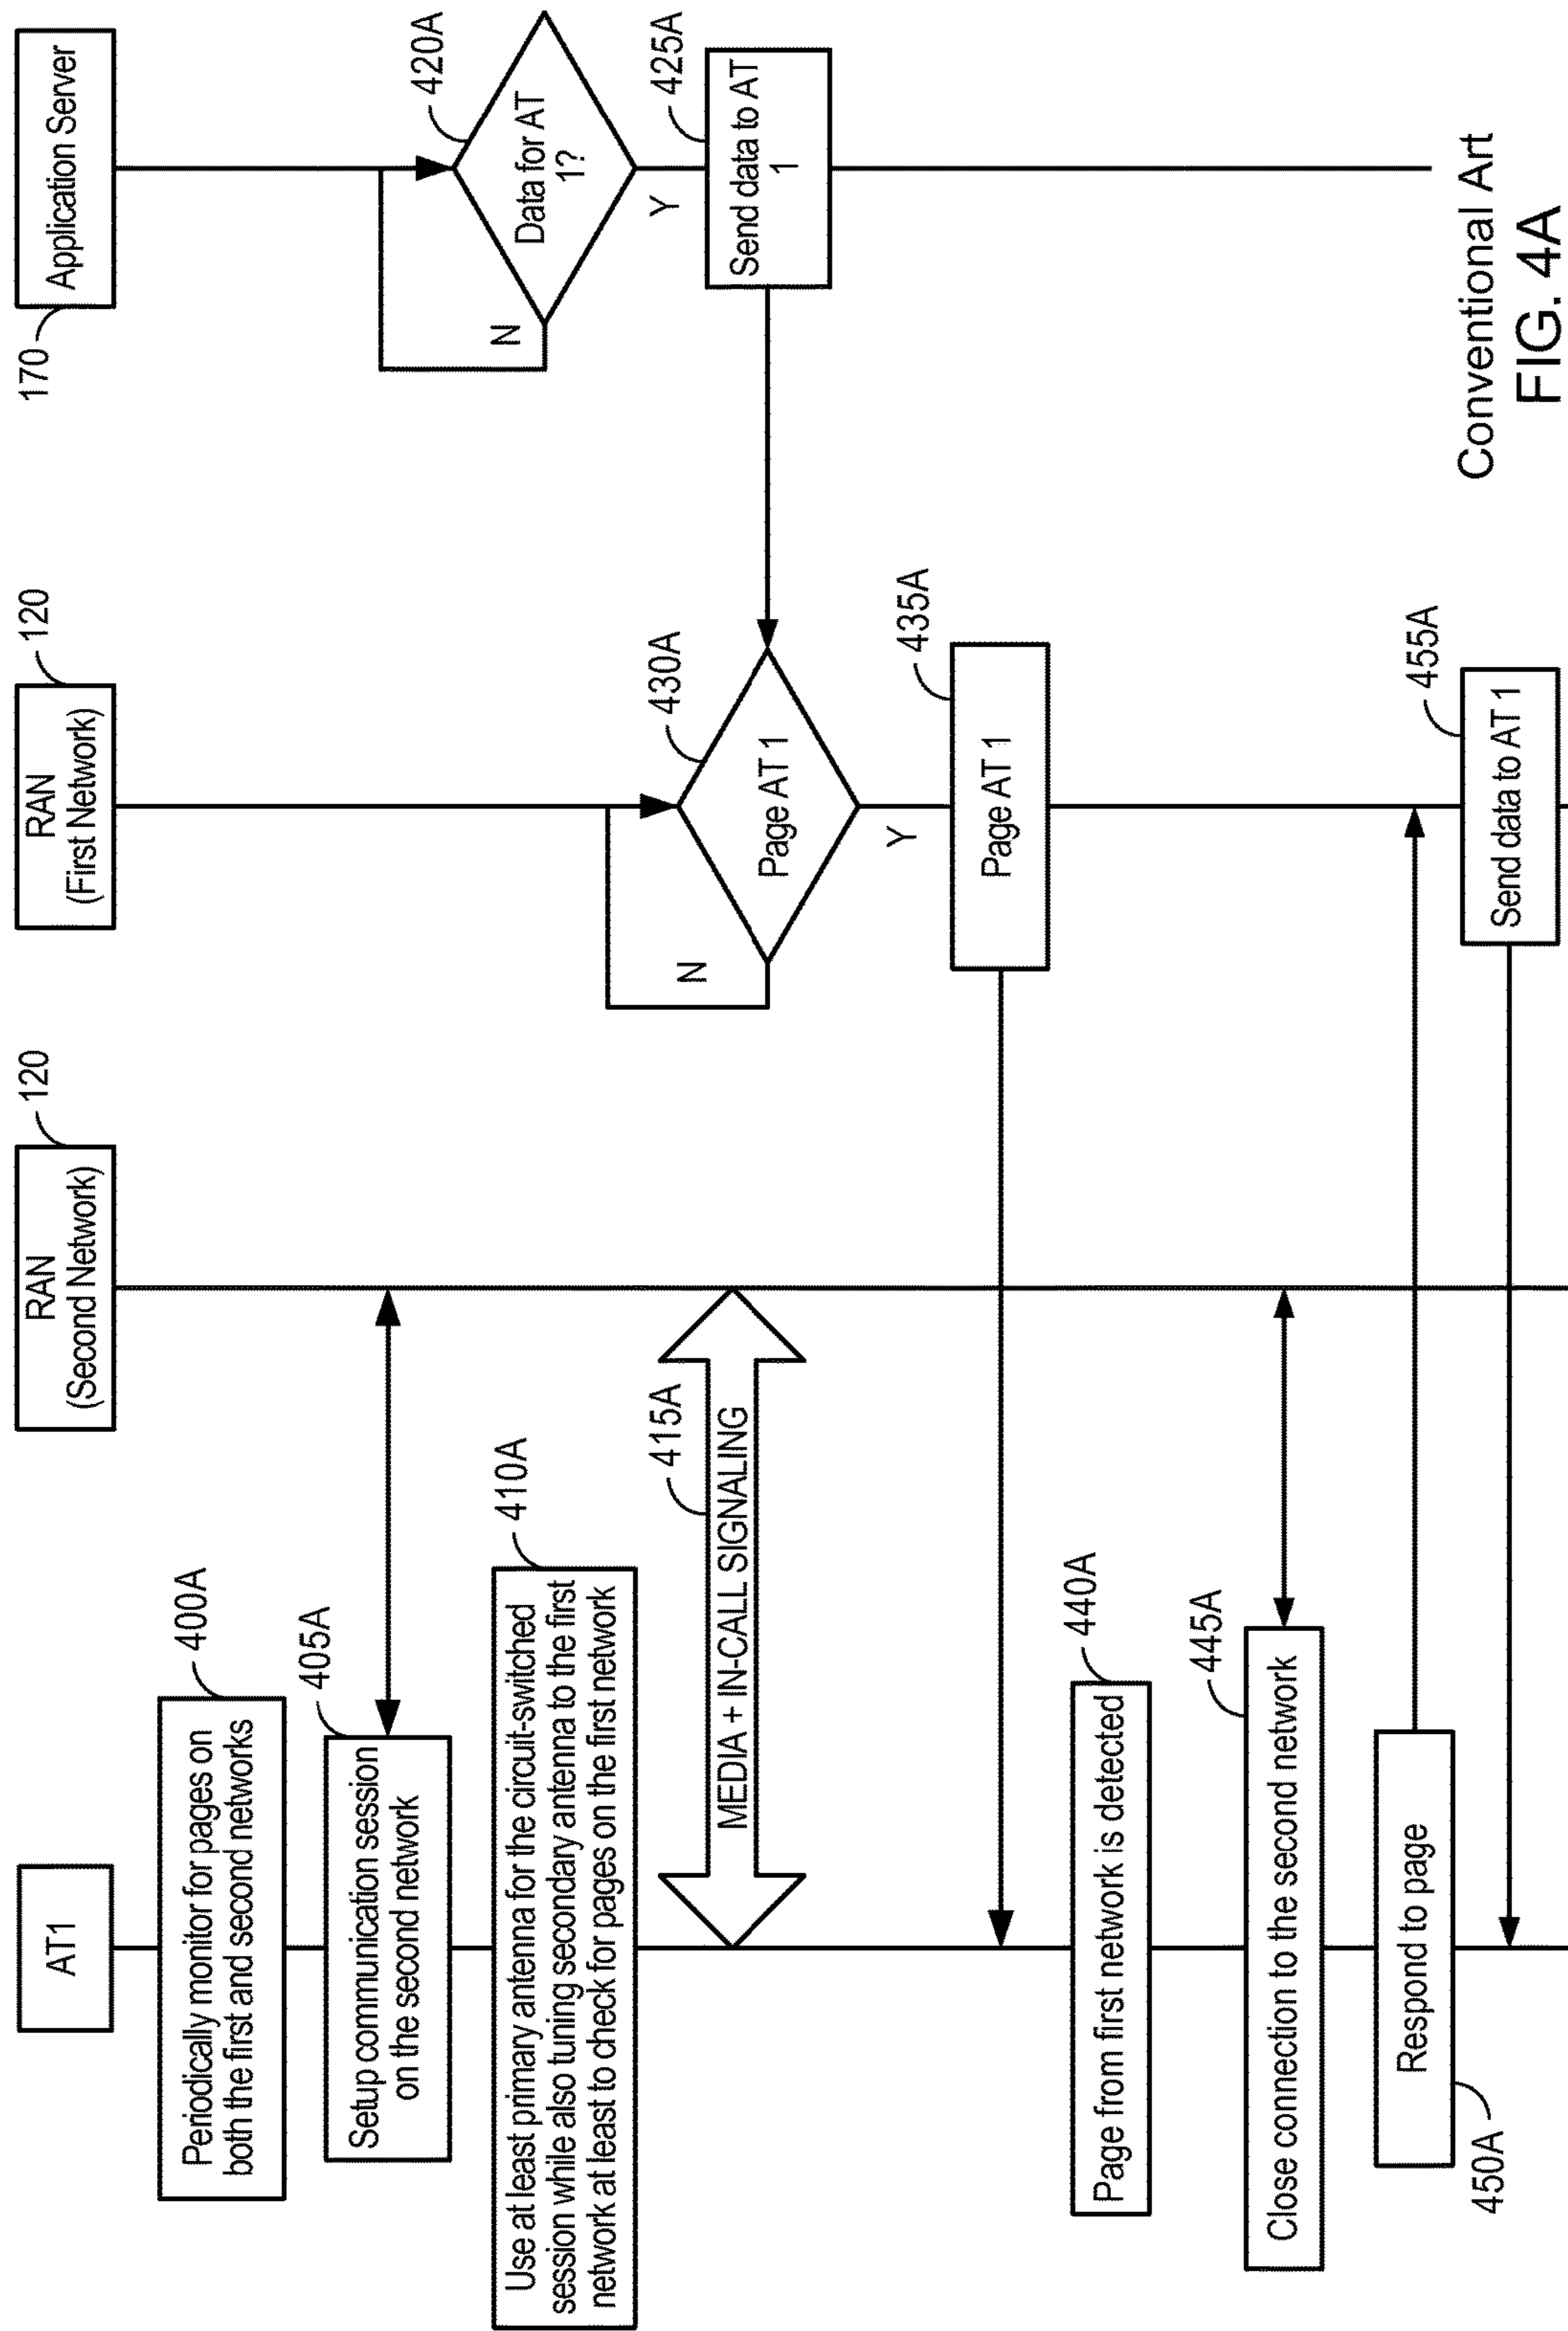 AT1
RAN
(Second Network)
120
RAN
(First Network)
120
Application Server
170
Periodically monitor for pages on
both the first and second networks
400A
Setup communication session
on the second network
405A
Use at least primary antenna for the circuit-switched
session while also tuning secondary antenna to the first
network at least to check for pages on the first network
410A
MEDIA + IN-CALL SIGNALING
415A
Data for AT
1?
420A
N
Y
Send data to AT
1
425A
Page AT 1
430A
N
Y
Page AT 1
435A
Page from first network is detected
440A
Close connection to the second network
445A
Respond to page
450A
Send data to AT 1
455A
Conventional Art
FIG. 4A